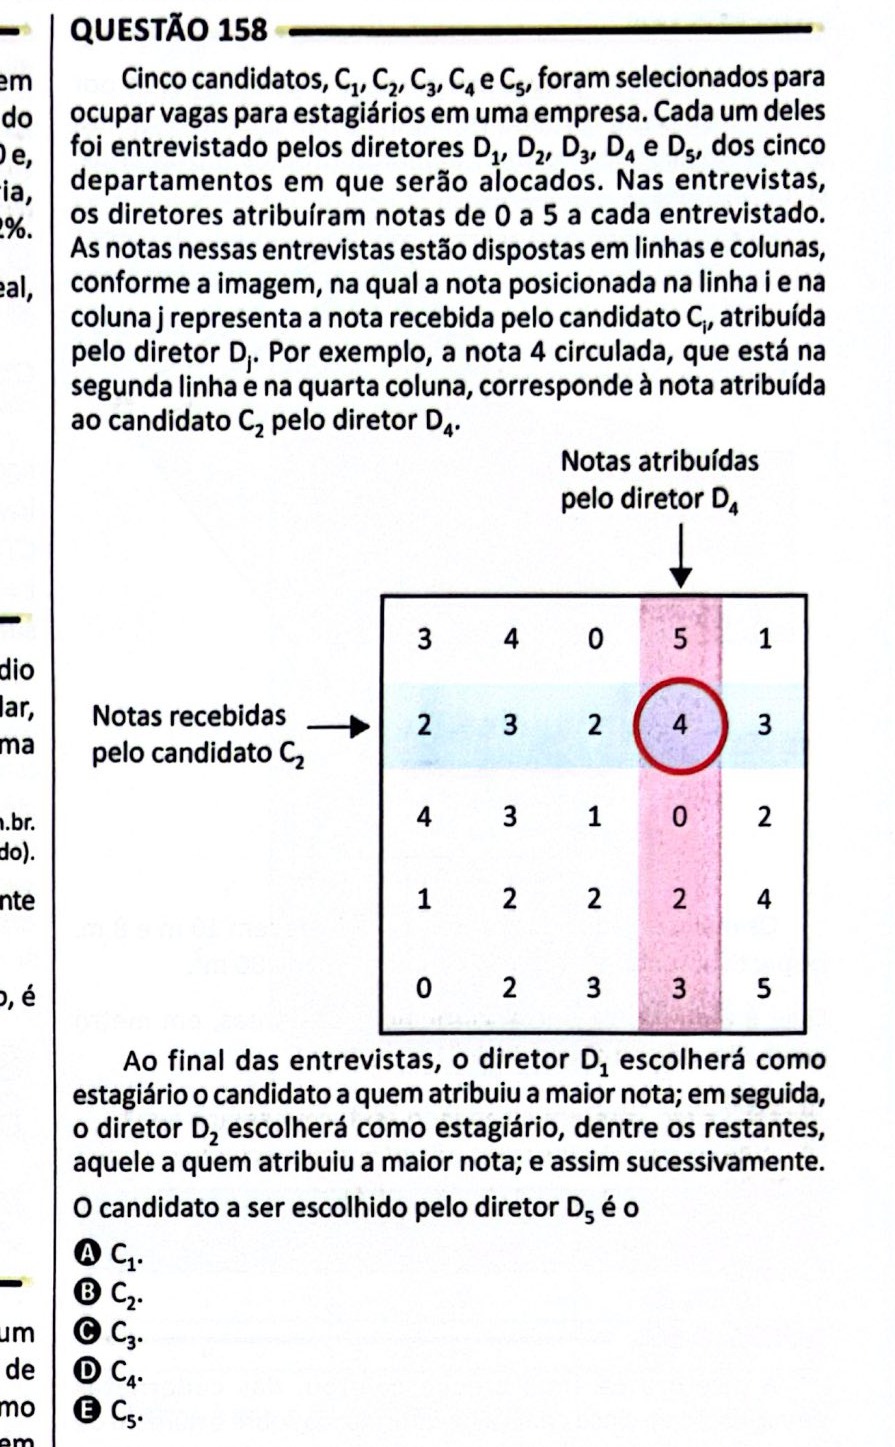 QUESTÃO 158
Cinco candidatos, C₁, C₂, C₃, C₄ e C₅, foram selecionados para
ocupar vagas para estagiários em uma empresa. Cada um deles
foi entrevistado pelos diretores D₁, D₂, D₃, D₄ e D₅, dos cinco
departamentos em que serão alocados. Nas entrevistas,
os diretores atribuíram notas de 0 a 5 a cada entrevistado.
As notas nessas entrevistas estão dispostas em linhas e colunas,
conforme a imagem, na qual a nota posicionada na linha i e na
coluna j representa a nota recebida pelo candidato Cᵢ, atribuída
pelo diretor Dⱼ. Por exemplo, a nota 4 circulada, que está na
segunda linha e na quarta coluna, corresponde à nota atribuída
ao candidato C₂ pelo diretor D₄.
Notas atribuídas
pelo diretor D₄
3 4 0 5 1
Notas recebidas
pelo candidato C₂
2 3 2 4 3
4 3 1 0 2
1 2 2 2 4
0 2 3 3 5
Ao final das entrevistas, o diretor D₁ escolherá como
estagiário o candidato a quem atribuiu a maior nota; em seguida,
o diretor D₂ escolherá como estagiário, dentre os restantes,
aquele a quem atribuiu a maior nota; e assim sucessivamente.
O candidato a ser escolhido pelo diretor D₅ é o
A C₁.
B C₂.
C C₃.
D C₄.
E C₅.